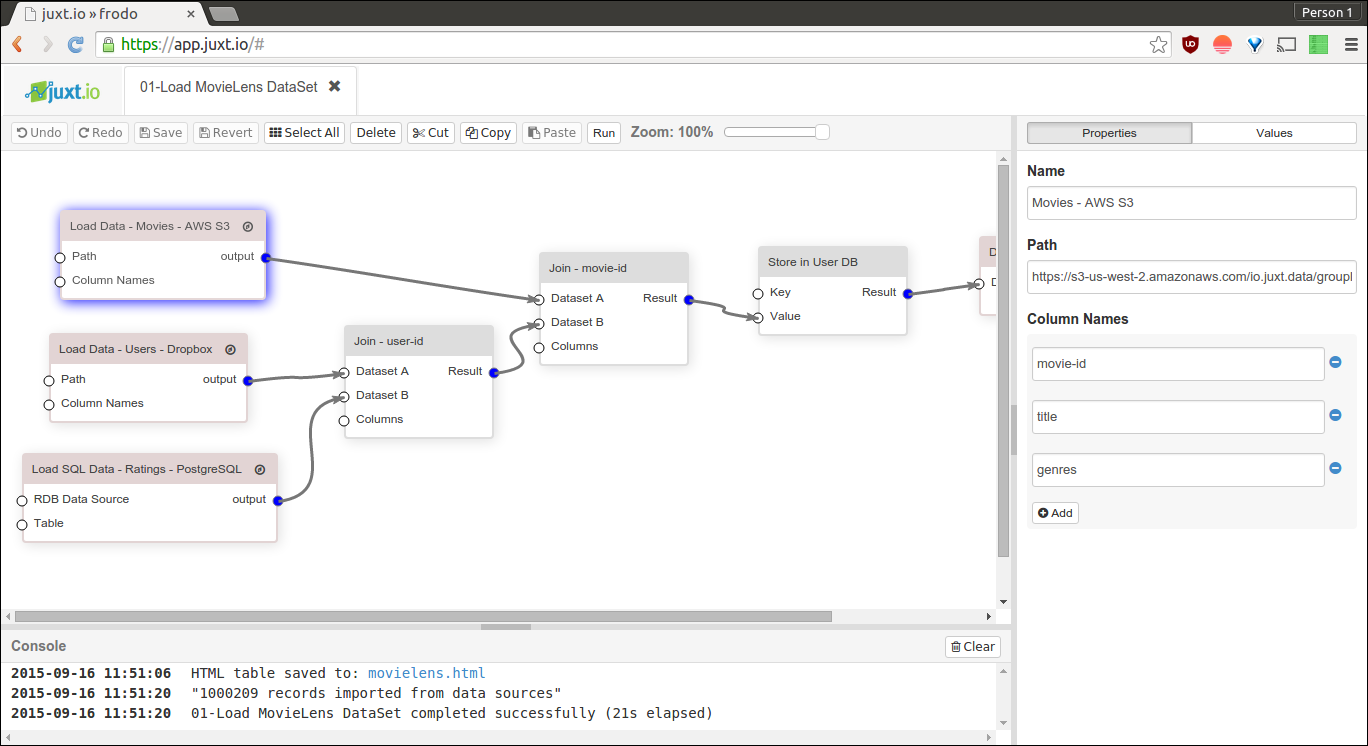 juxt.io » frodo
Person 1
https://app.juxt.io/#
juxt.io
01-Load MovieLens DataSet
Undo Redo Save Revert Select All Delete Cut Copy Paste Run Zoom: 100%
Load Data - Movies - AWS S3
Path output
Column Names
Load Data - Users - Dropbox
Path output
Column Names
Load SQL Data - Ratings - PostgreSQL
RDB Data Source output
Table
Join - user-id
Dataset A Result
Dataset B
Columns
Join - movie-id
Dataset A Result
Dataset B
Columns
Store in User DB
Key Result
Value
D
Properties Values
Name
Movies - AWS S3
Path
https://s3-us-west-2.amazonaws.com/io.juxt.data/groupl
Column Names
movie-id
title
genres
Add
Console
Clear
2015-09-16 11:51:06 HTML table saved to: movielens.html
2015-09-16 11:51:20 "1000209 records imported from data sources"
2015-09-16 11:51:20 01-Load MovieLens DataSet completed successfully (21s elapsed)